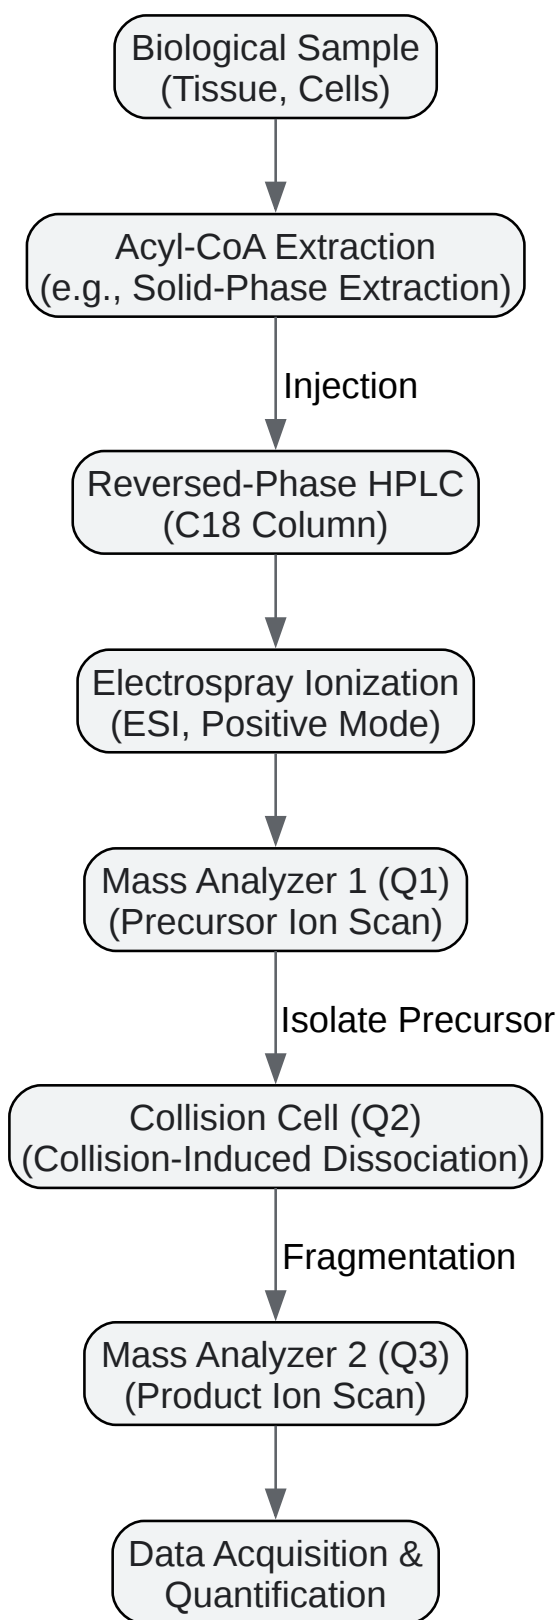 Biological Sample
(Tissue, Cells)
Acyl-CoA Extraction
(e.g., Solid-Phase Extraction)
Injection
Reversed-Phase HPLC
(C18 Column)
Electrospray Ionization
(ESI, Positive Mode)
Mass Analyzer 1 (Q1)
(Precursor Ion Scan)
Isolate Precursor
Collision Cell (Q2)
(Collision-Induced Dissociation)
Fragmentation
Mass Analyzer 2 (Q3)
(Product Ion Scan)
Data Acquisition &
Quantification